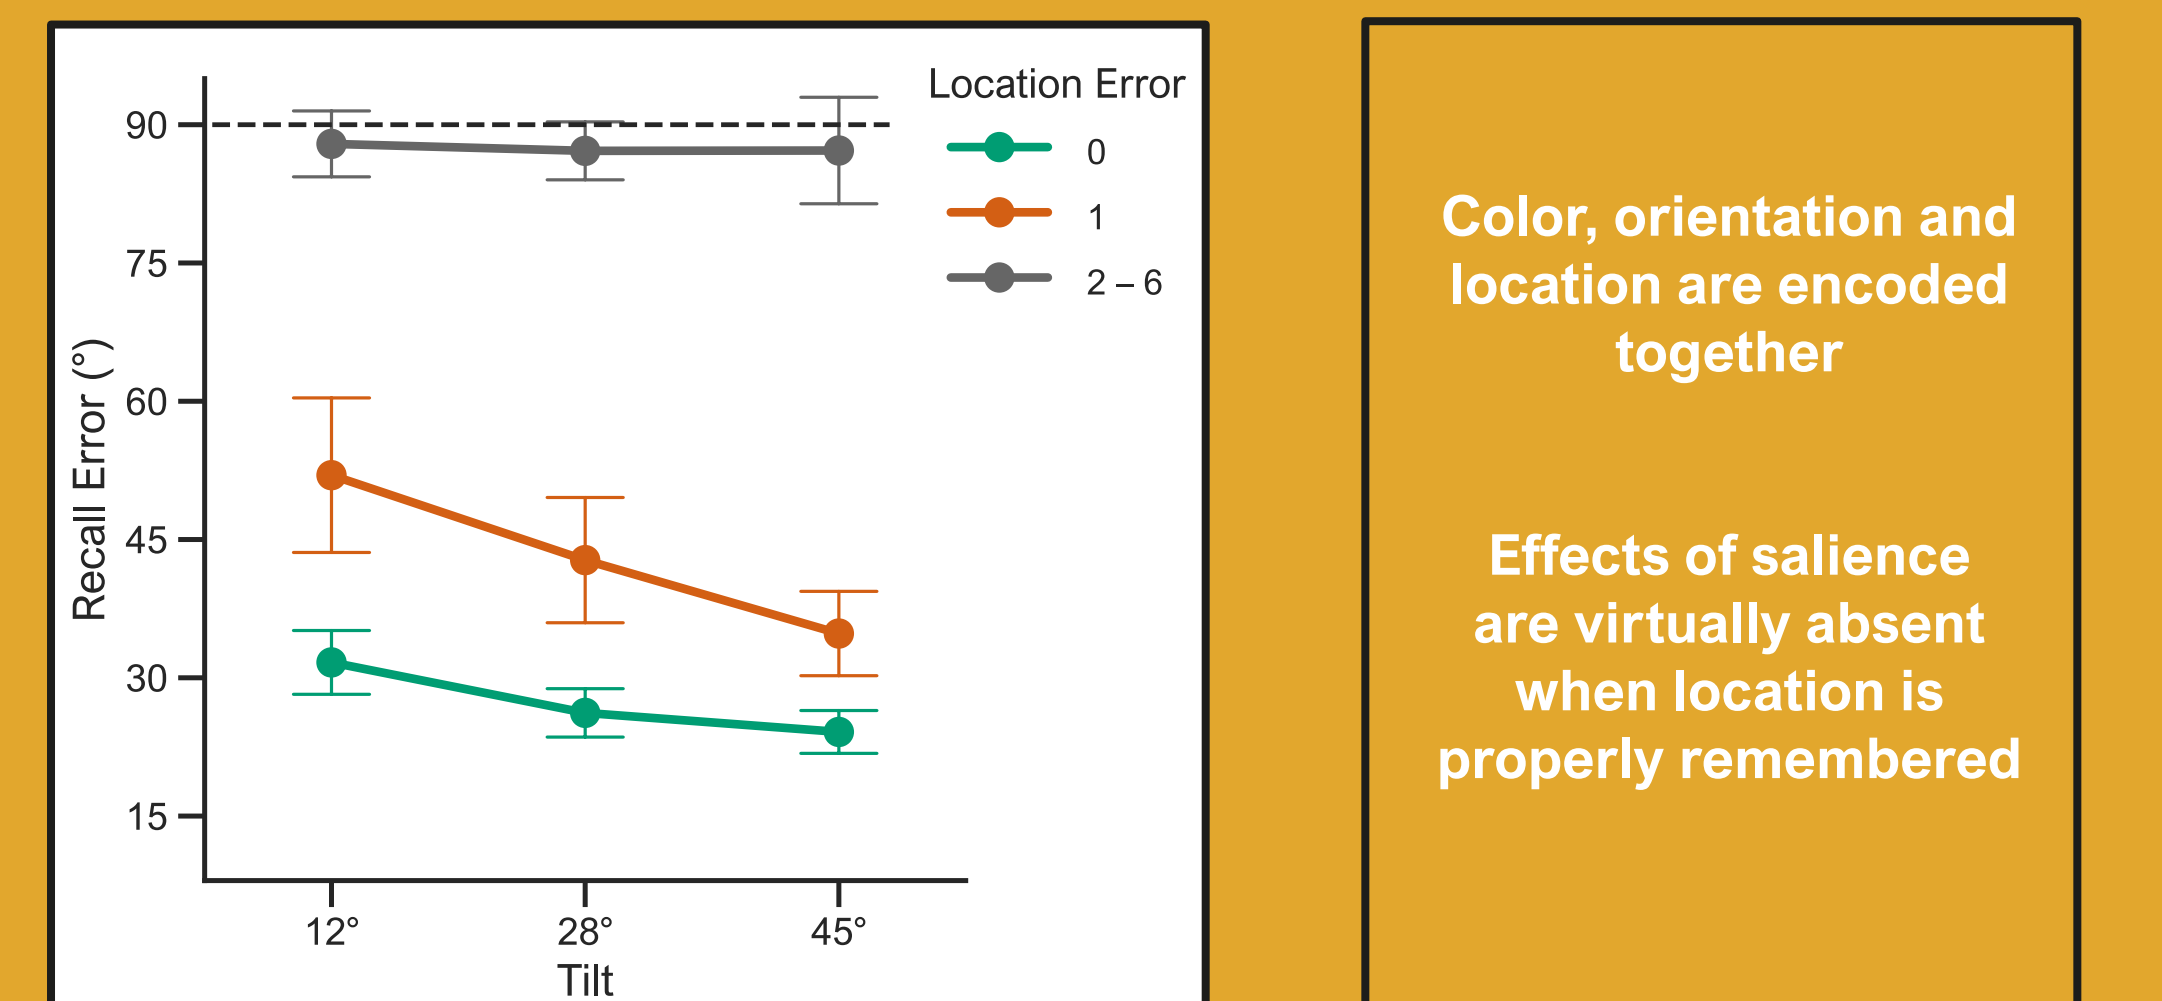 Location Error
0
1
2 – 6
Recall Error (°)
90
75
60
45
30
15
12°
28°
45°
Tilt
Color, orientation and
location are encoded
together
Effects of salience
are virtually absent
when location is
properly remembered